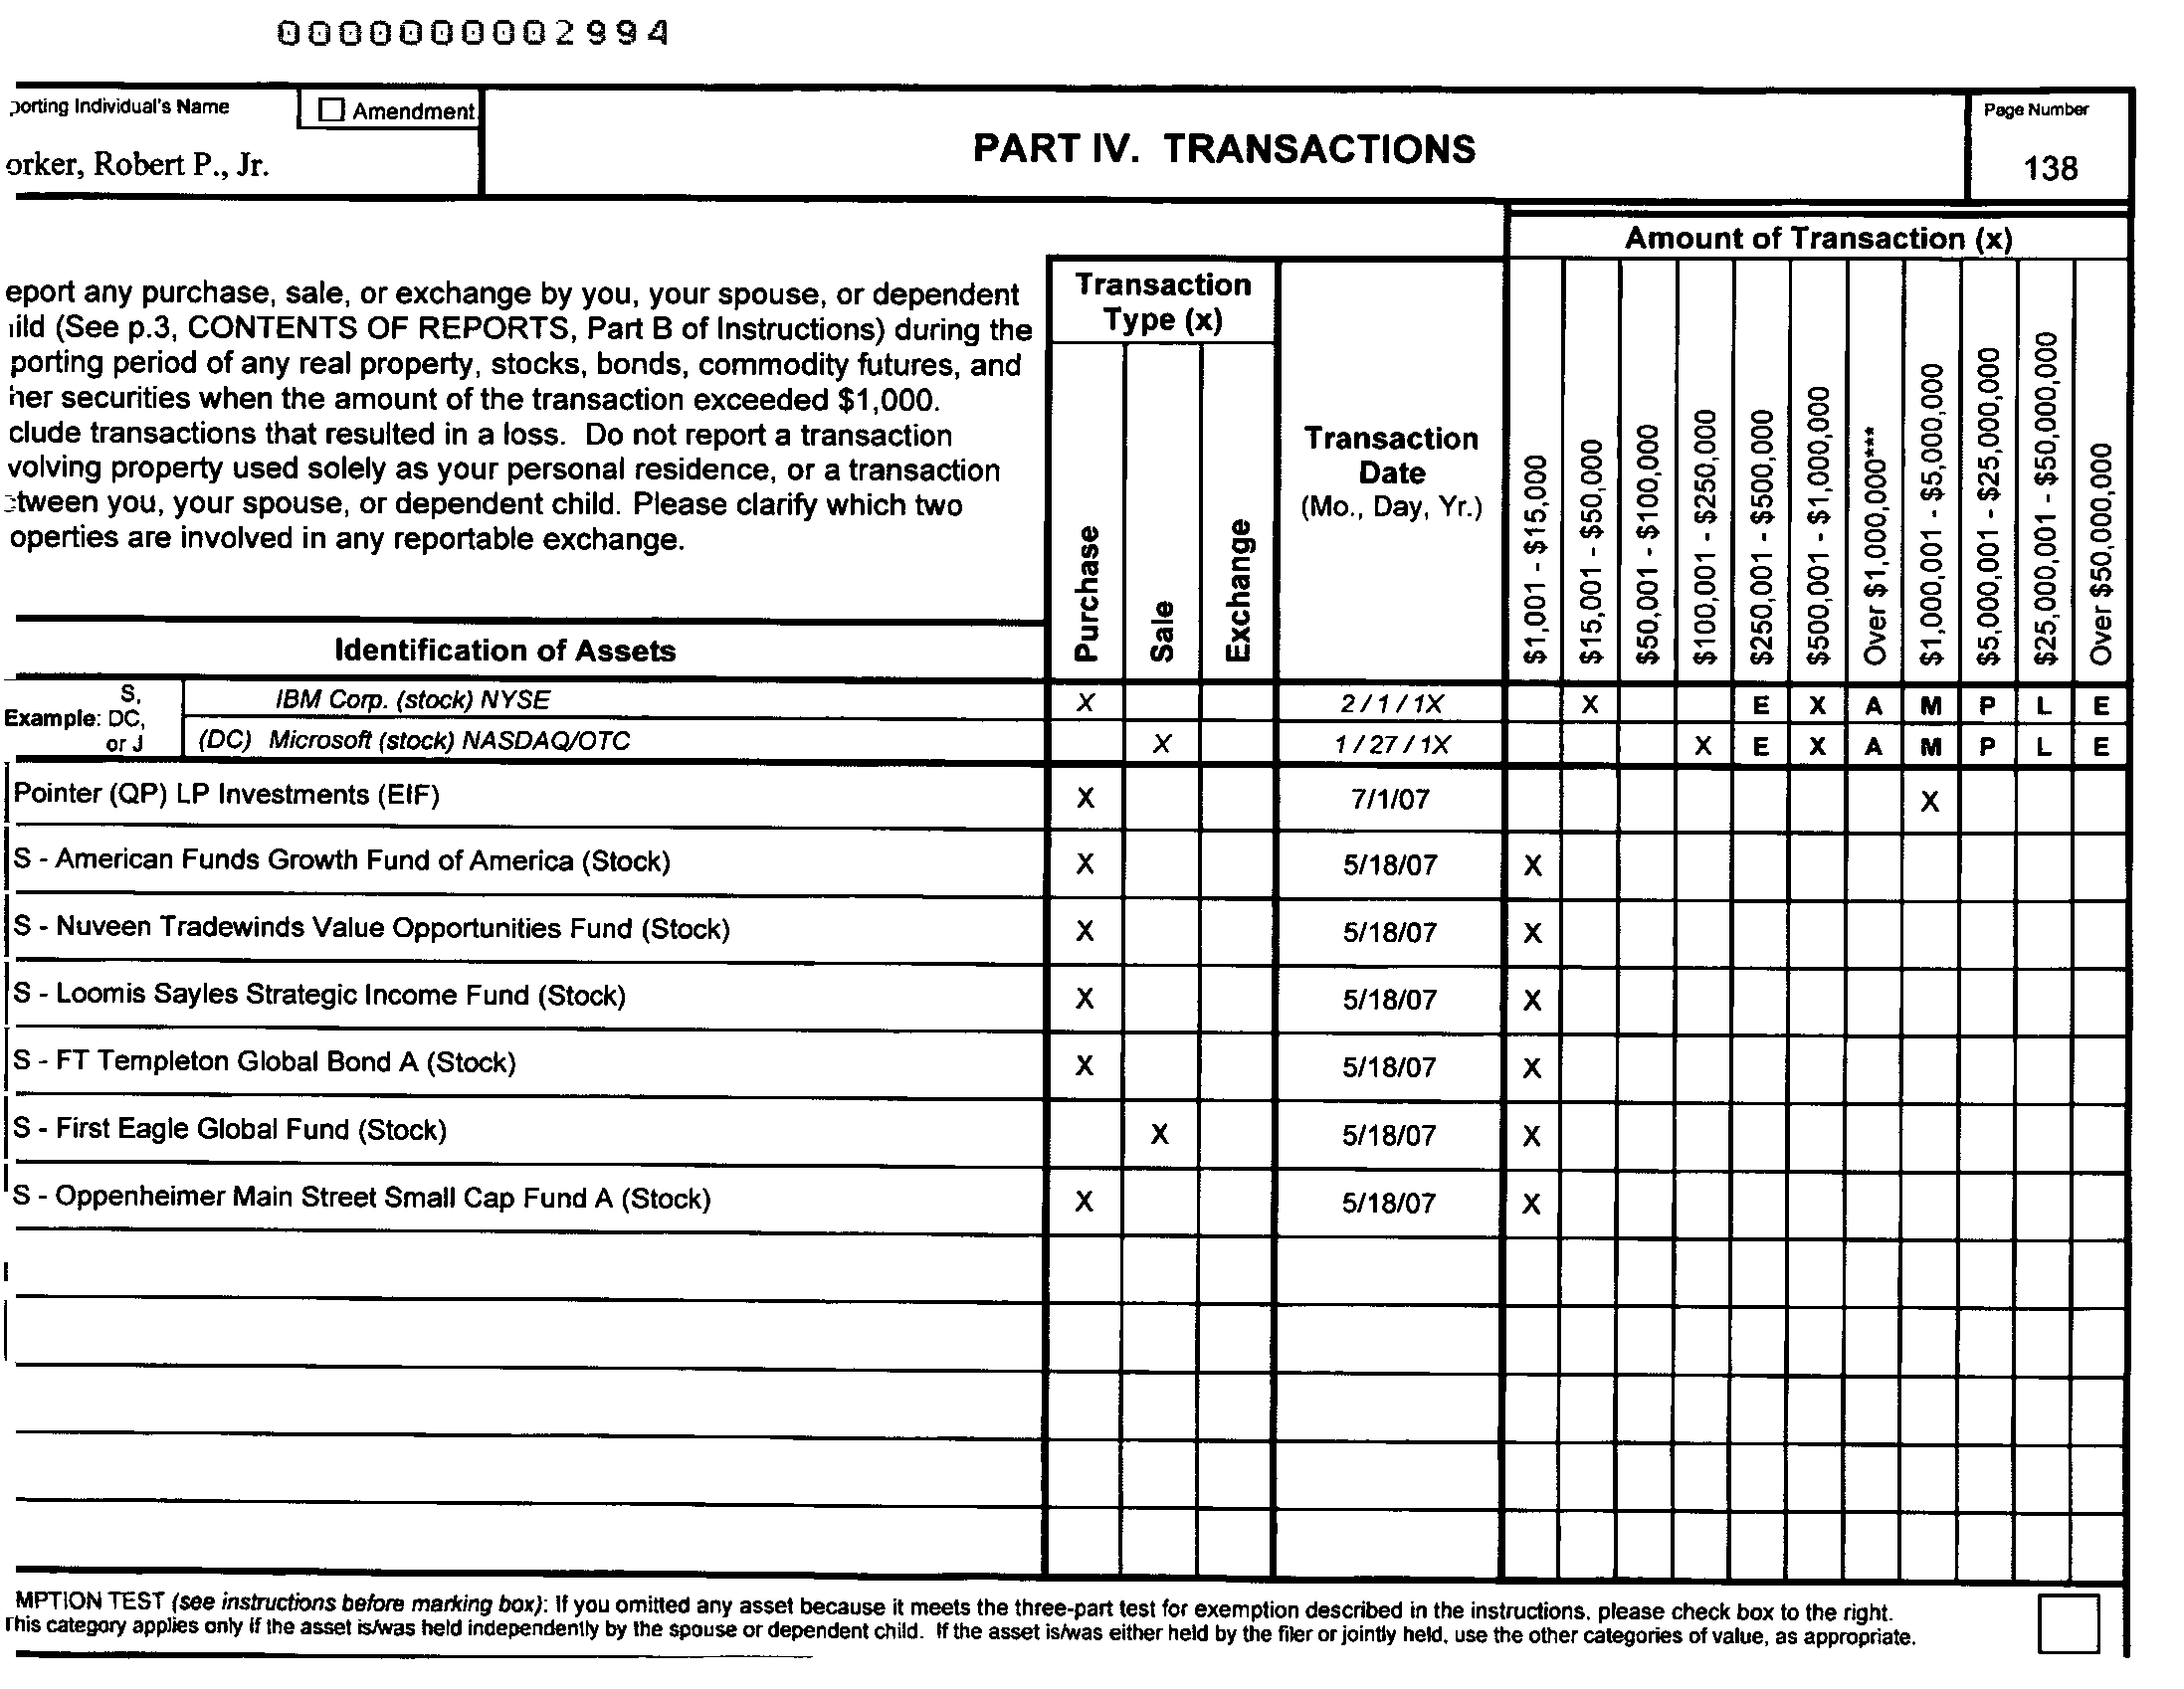 0000000002994
porting Individual's Name
Amendment
orker, Robert P., Jr.
PART IV. TRANSACTIONS
Page Number
138
Amount of Transaction (x)
eport any purchase, sale, or exchange by you, your spouse, or dependent
ild (See p.3, CONTENTS OF REPORTS, Part B of Instructions) during the
porting period of any real property, stocks, bonds, commodity futures, and
her securities when the amount of the transaction exceeded $1,000.
clude transactions that resulted in a loss. Do not report a transaction
volving property used solely as your personal residence, or a transaction
etween you, your spouse, or dependent child. Please clarify which two
operties are involved in any reportable exchange.
Transaction
Type (x)
Purchase
Sale
Exchange
Transaction
Date
(Mo., Day, Yr.)
$1,001 - $15,000
$15,001 - $50,000
$50,001 - $100,000
$100,001 - $250,000
$250,001 - $500,000
$500,001 - $1,000,000
Over $1,000,000***
$1,000,001 - $5,000,000
$5,000,001 - $25,000,000
$25,000,001 - $50,000,000
Over $50,000,000
Identification of Assets
Example: S, DC, or J
IBM Corp. (stock) NYSE X 2 / 1 / 1X X E X A M P L E
(DC) Microsoft (stock) NASDAQ/OTC X 1 / 27 / 1X X E X A M P L E
Pointer (QP) LP Investments (EIF) X 7/1/07 X
S - American Funds Growth Fund of America (Stock) X 5/18/07 X
S - Nuveen Tradewinds Value Opportunities Fund (Stock) X 5/18/07 X
S - Loomis Sayles Strategic Income Fund (Stock) X 5/18/07 X
S - FT Templeton Global Bond A (Stock) X 5/18/07 X
S - First Eagle Global Fund (Stock) X 5/18/07 X
S - Oppenheimer Main Street Small Cap Fund A (Stock) X 5/18/07 X
MPTION TEST (see instructions before marking box): If you omitted any asset because it meets the three-part test for exemption described in the instructions, please check box to the right.
This category applies only if the asset is/was held independently by the spouse or dependent child. If the asset is/was either held by the filer or jointly held, use the other categories of value, as appropriate.